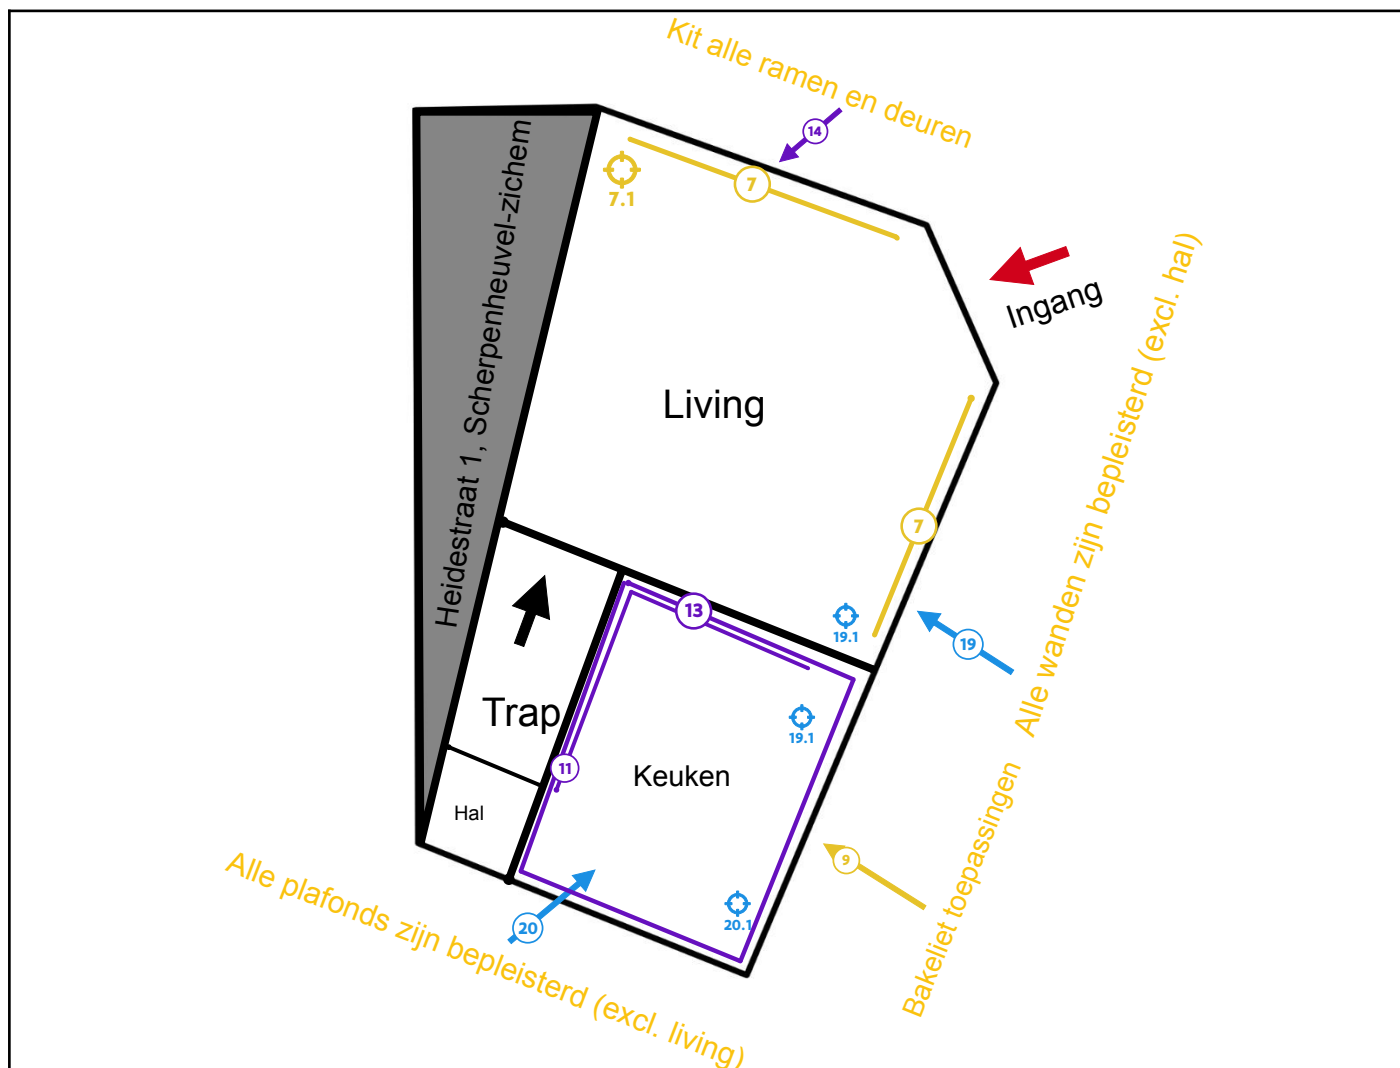 Kit alle ramen en deuren
14
7
7.1
Ingang
Heidestraat 1, Scherpenheuvel-zichem
Living
Alle wanden zijn bepleisterd (excl. hal)
7
13
19.1
19
Trap
19.1
11
Keuken
Hal
9
Bakeliet toepassingen
20.1
20
Alle plafonds zijn bepleisterd (excl. living)